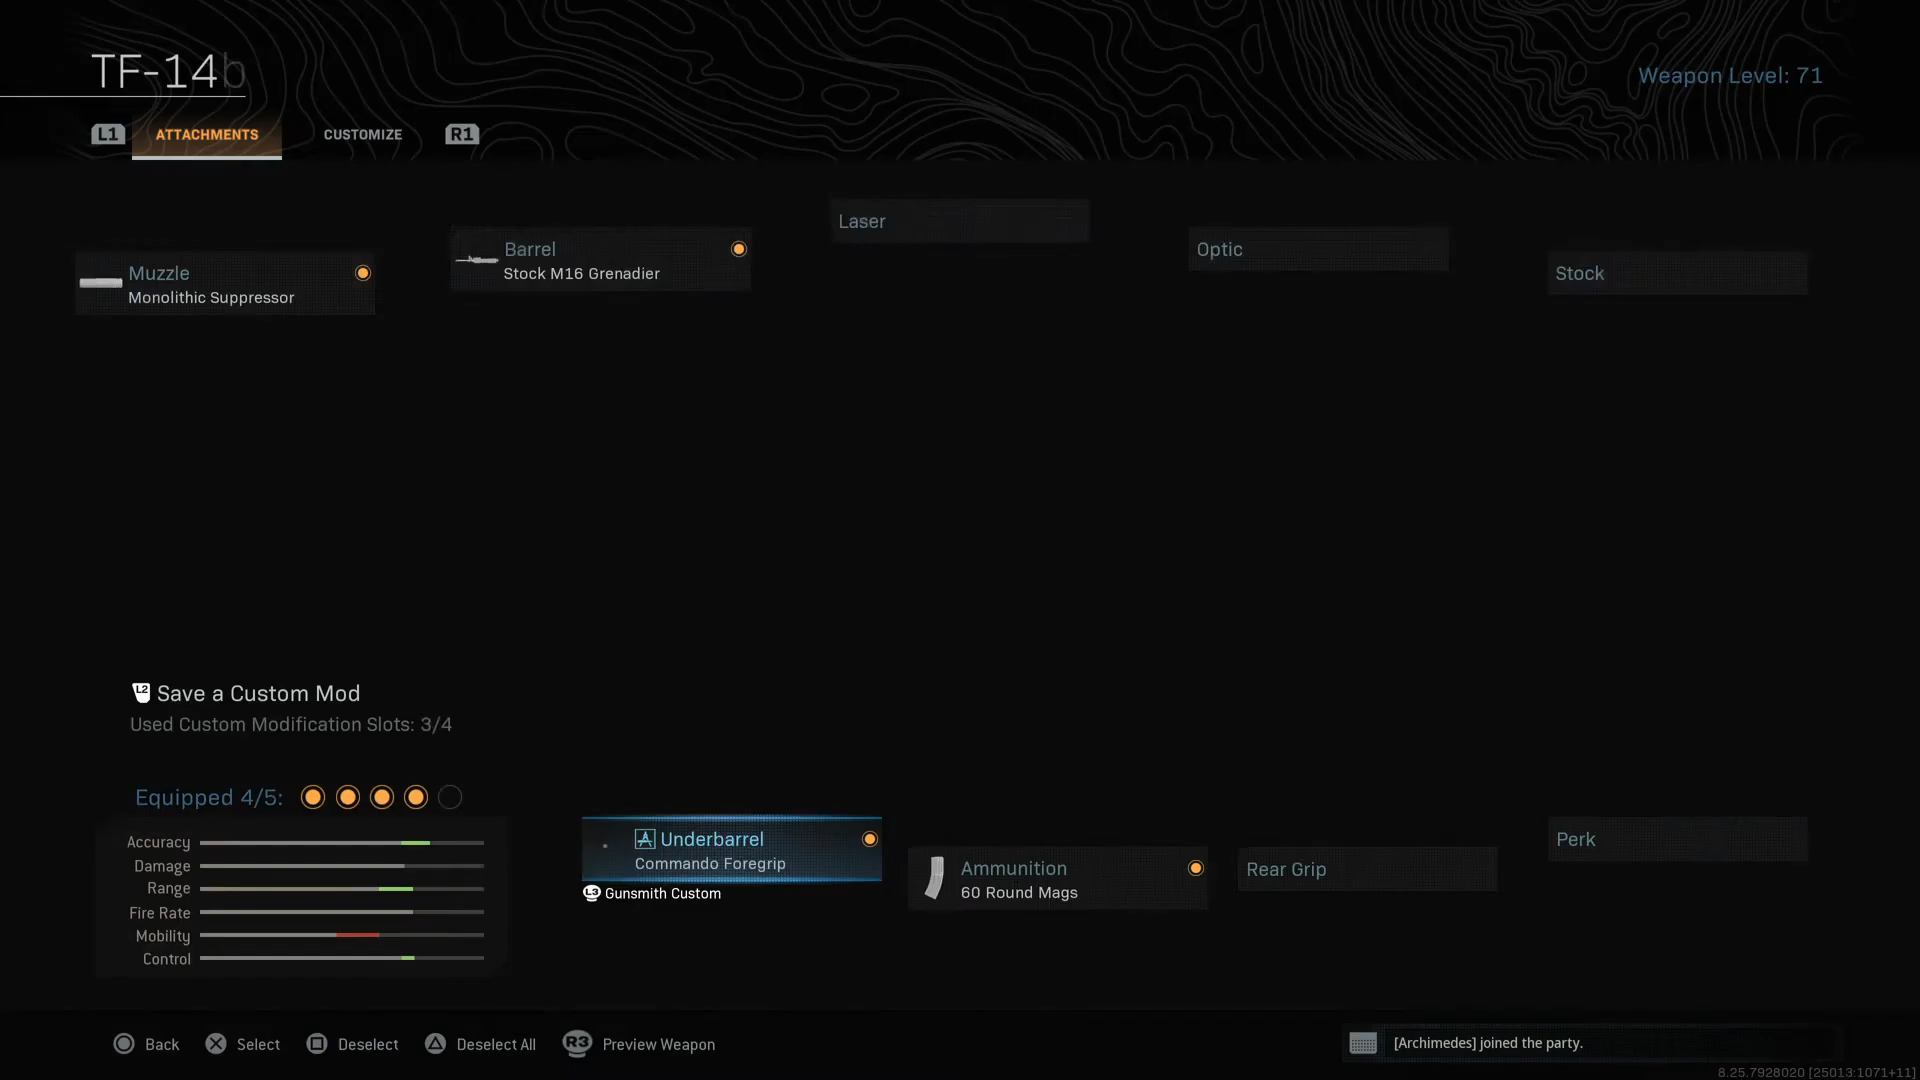 TF-14b
Weapon Level: 71
L1 ATTACHMENTS CUSTOMIZE R1
Laser
Barrel
Stock M16 Grenadier
Optic
Muzzle
Monolithic Suppressor
Stock
L2 Save a Custom Mod
Used Custom Modification Slots: 3/4
Equipped 4/5:
Accuracy
Damage
Range
Fire Rate
Mobility
Control
Underbarrel
Commando Foregrip
L3 Gunsmith Custom
Ammunition
60 Round Mags
Rear Grip
Perk
Back Select Deselect Deselect All R3 Preview Weapon
[Archimedes] joined the party.
8.25.7928020 [25013:1071+11]